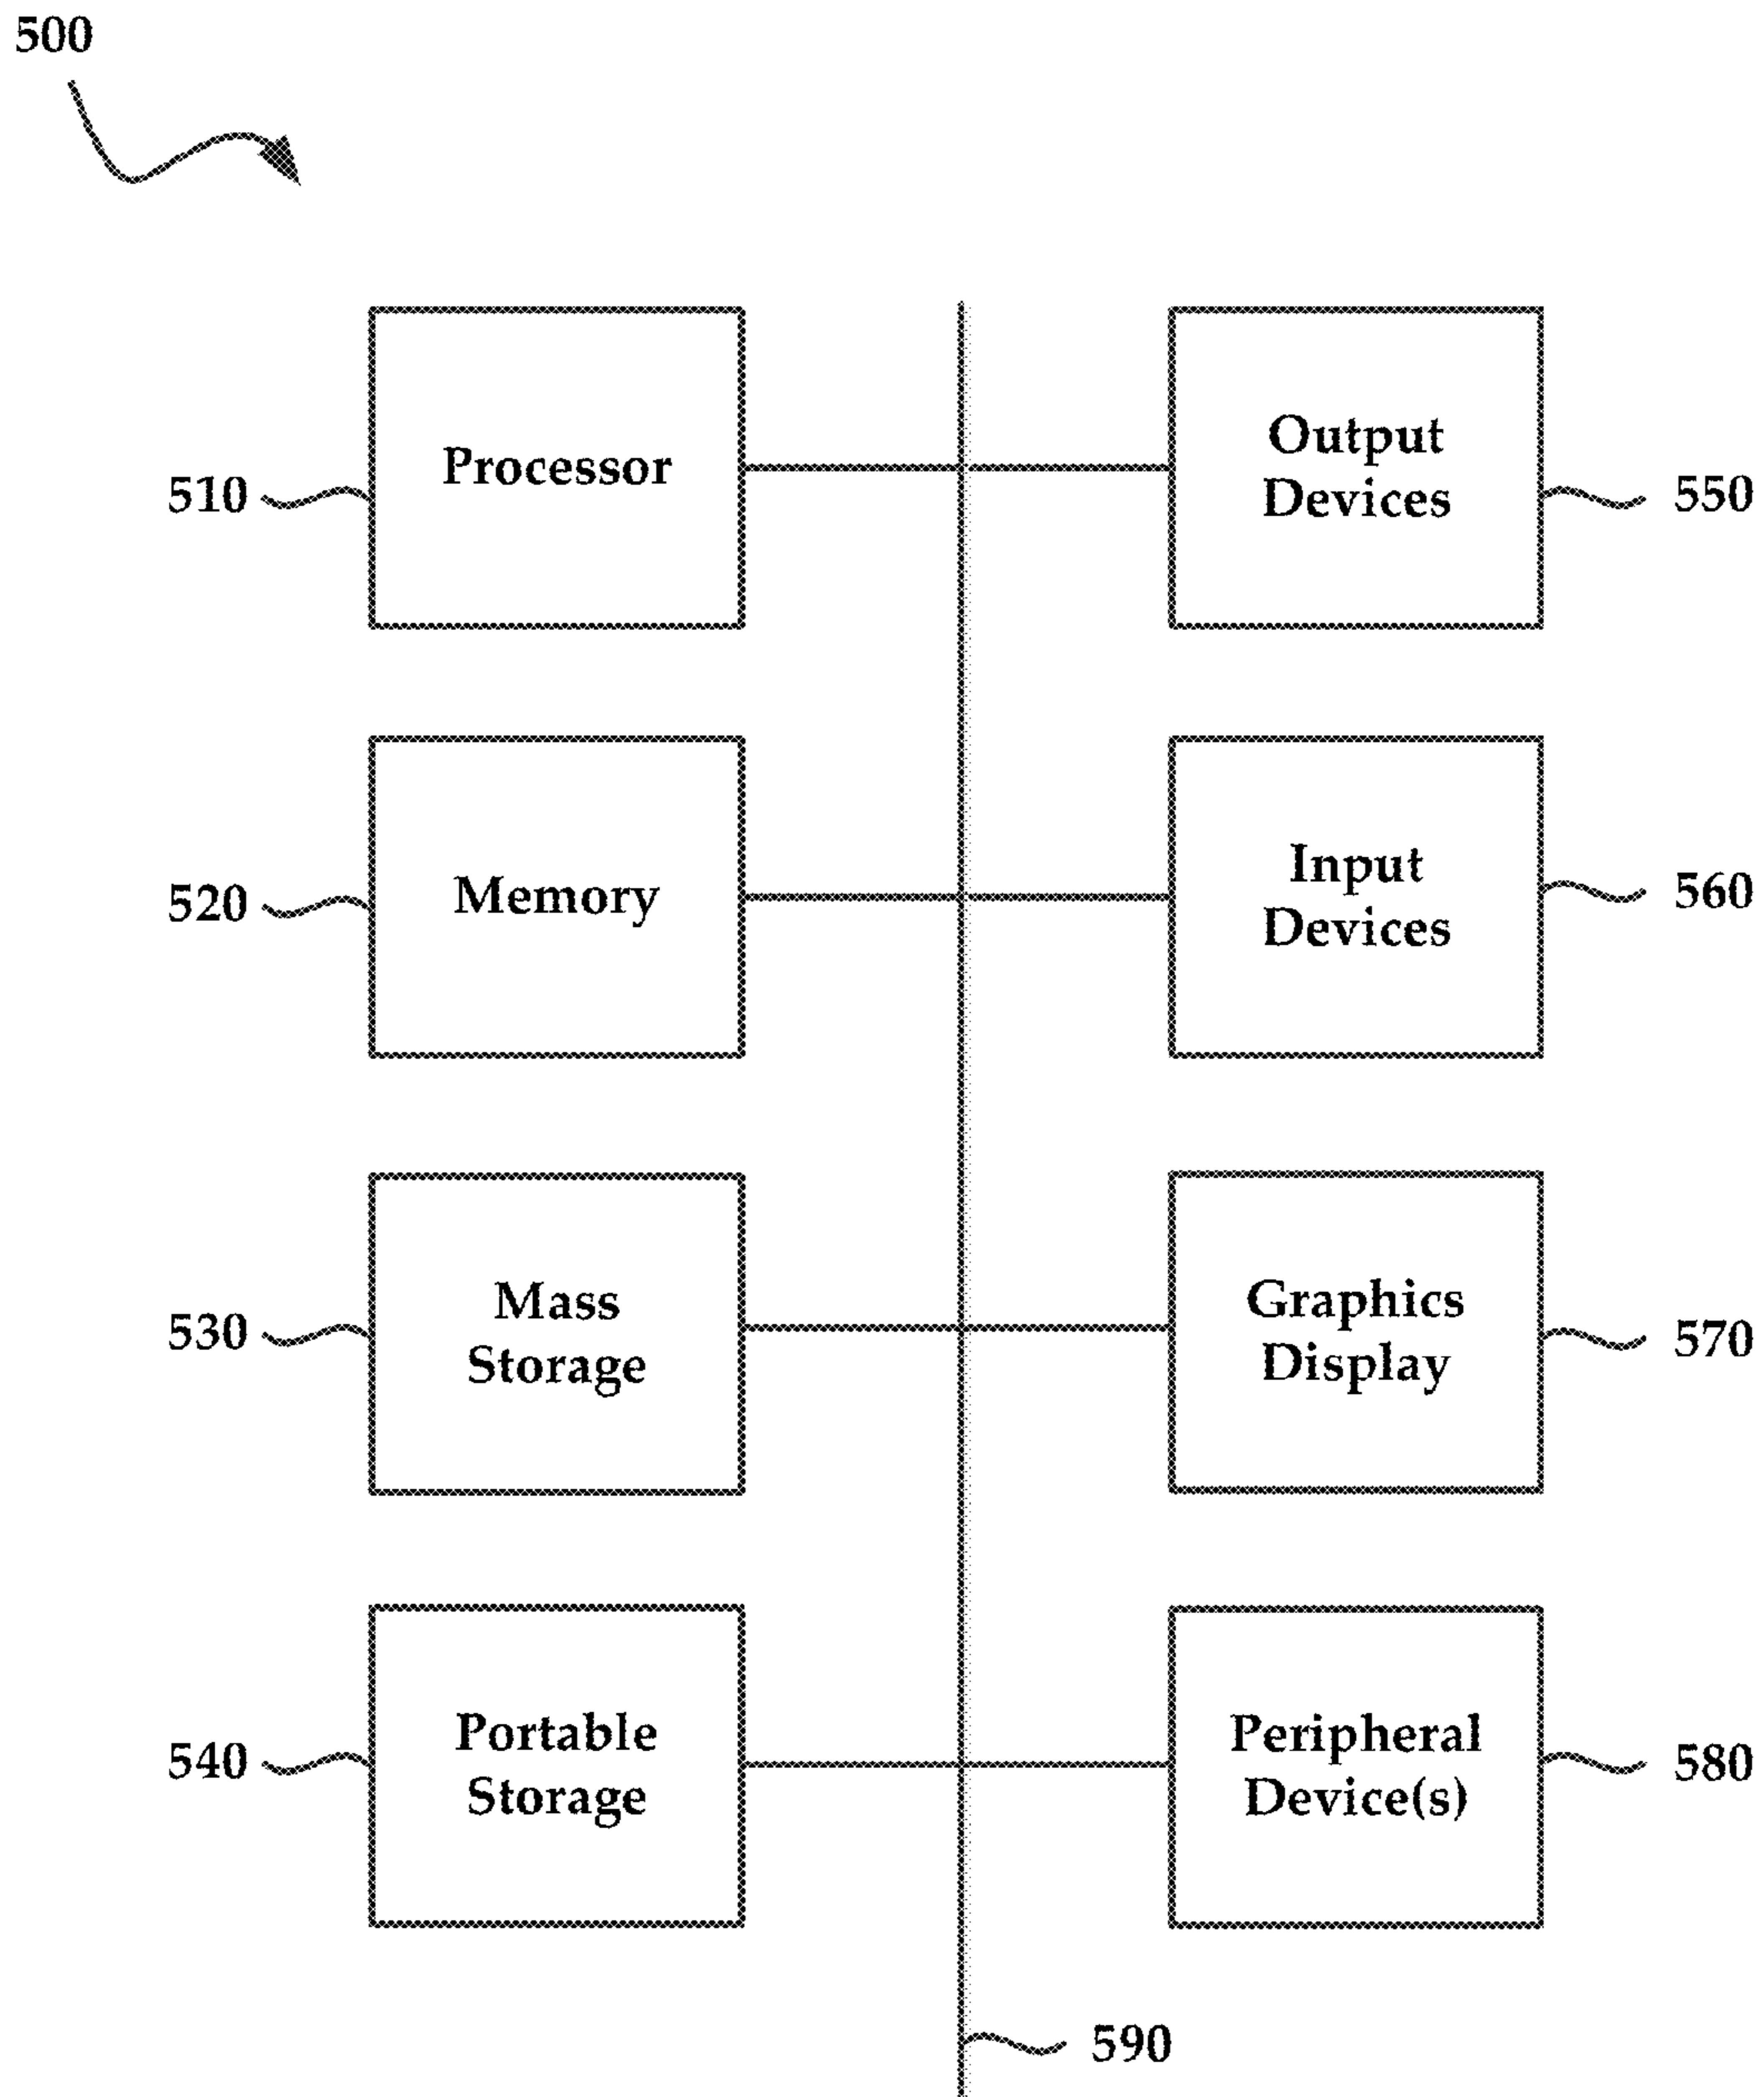 500
Processor
510
Output
Devices
550
Memory
520
Input
Devices
560
Mass
Storage
530
Graphics
Display
570
Portable
Storage
540
Peripheral
Device(s)
580
590